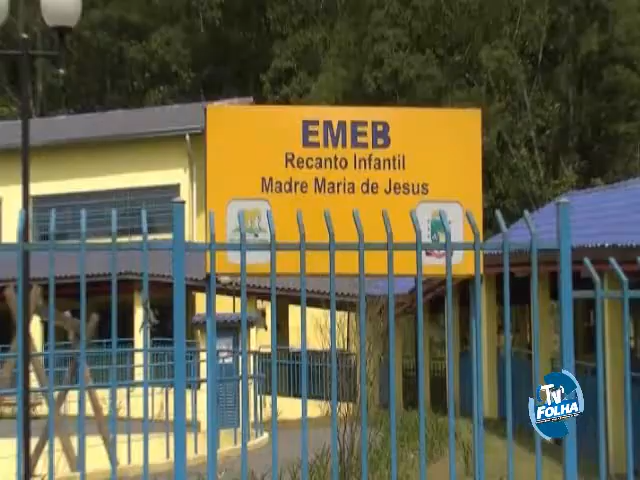 EMEB
Recanto Infantil
Madre Maria de Jesus
TV
FOLHA